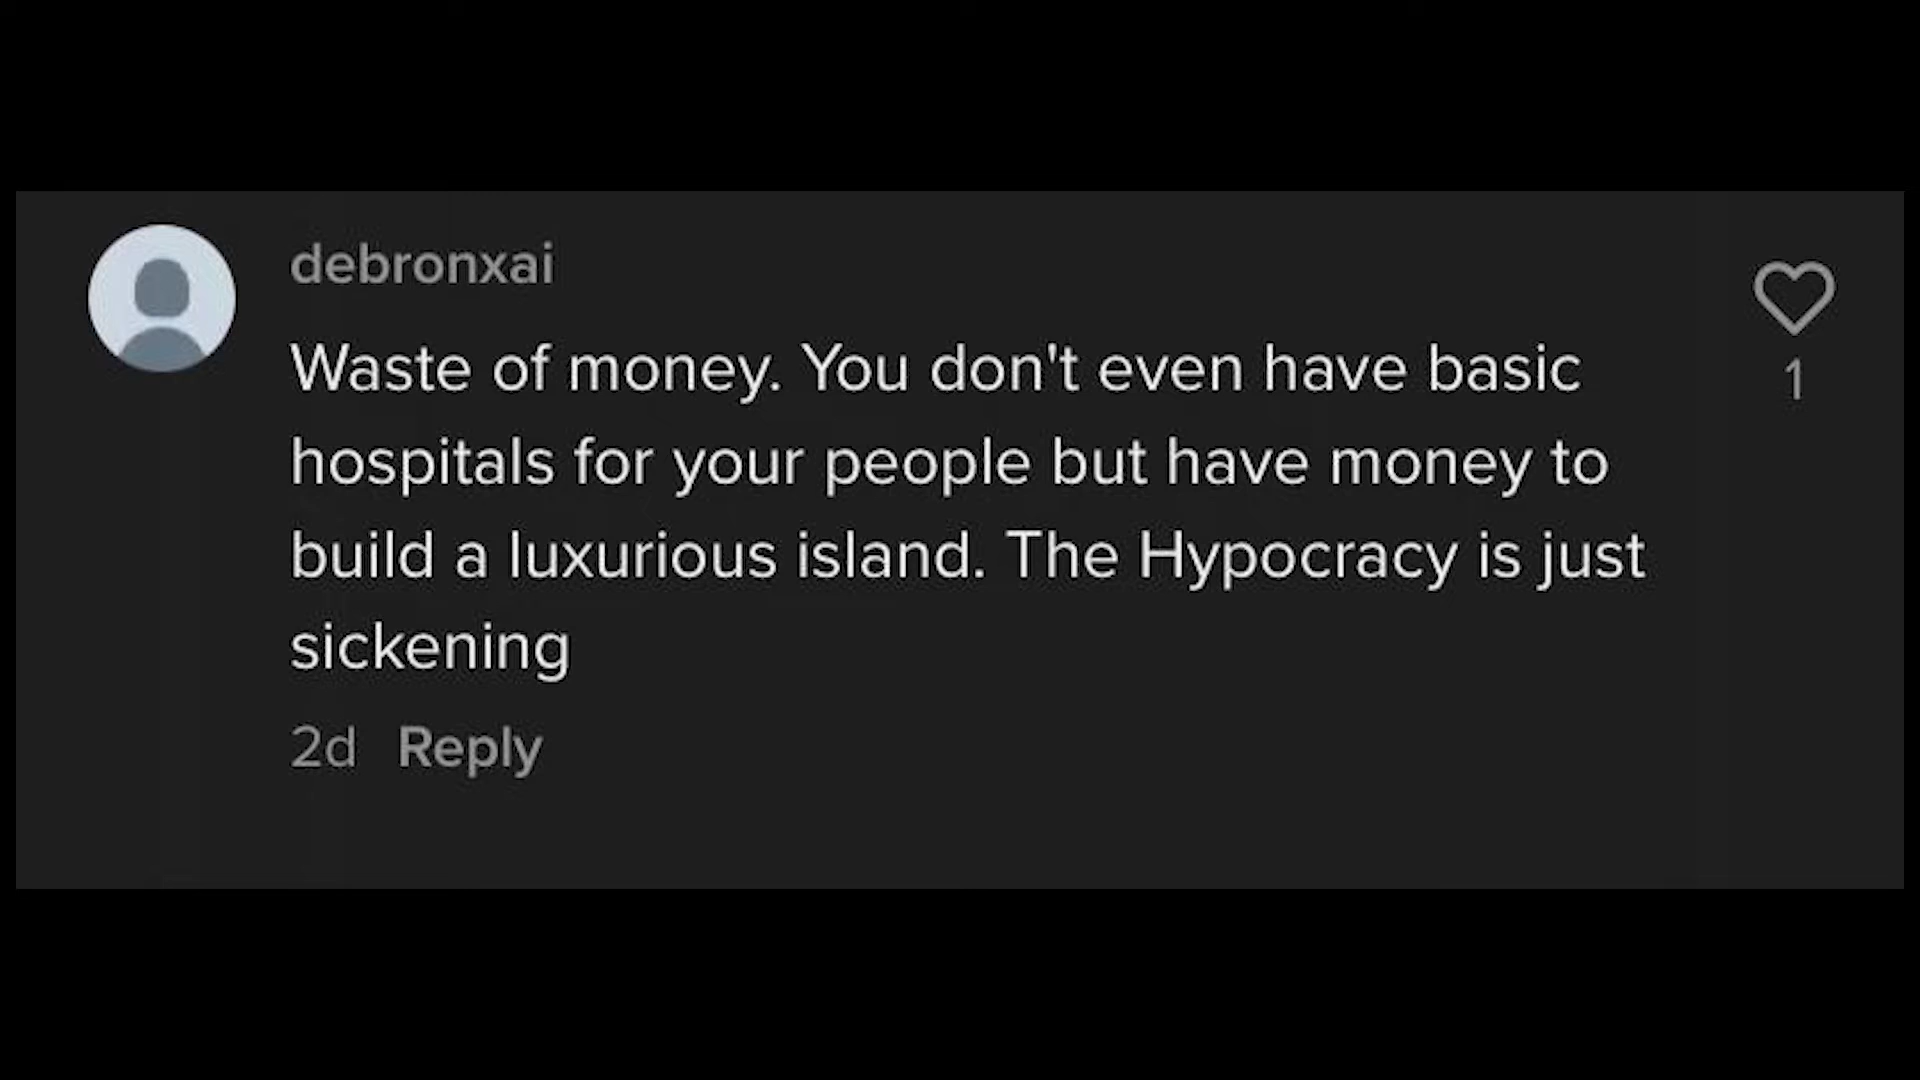 debronxai
Waste of money. You don't even have basic
hospitals for your people but have money to
build a luxurious island. The Hypocracy is just
sickening
2d Reply
1